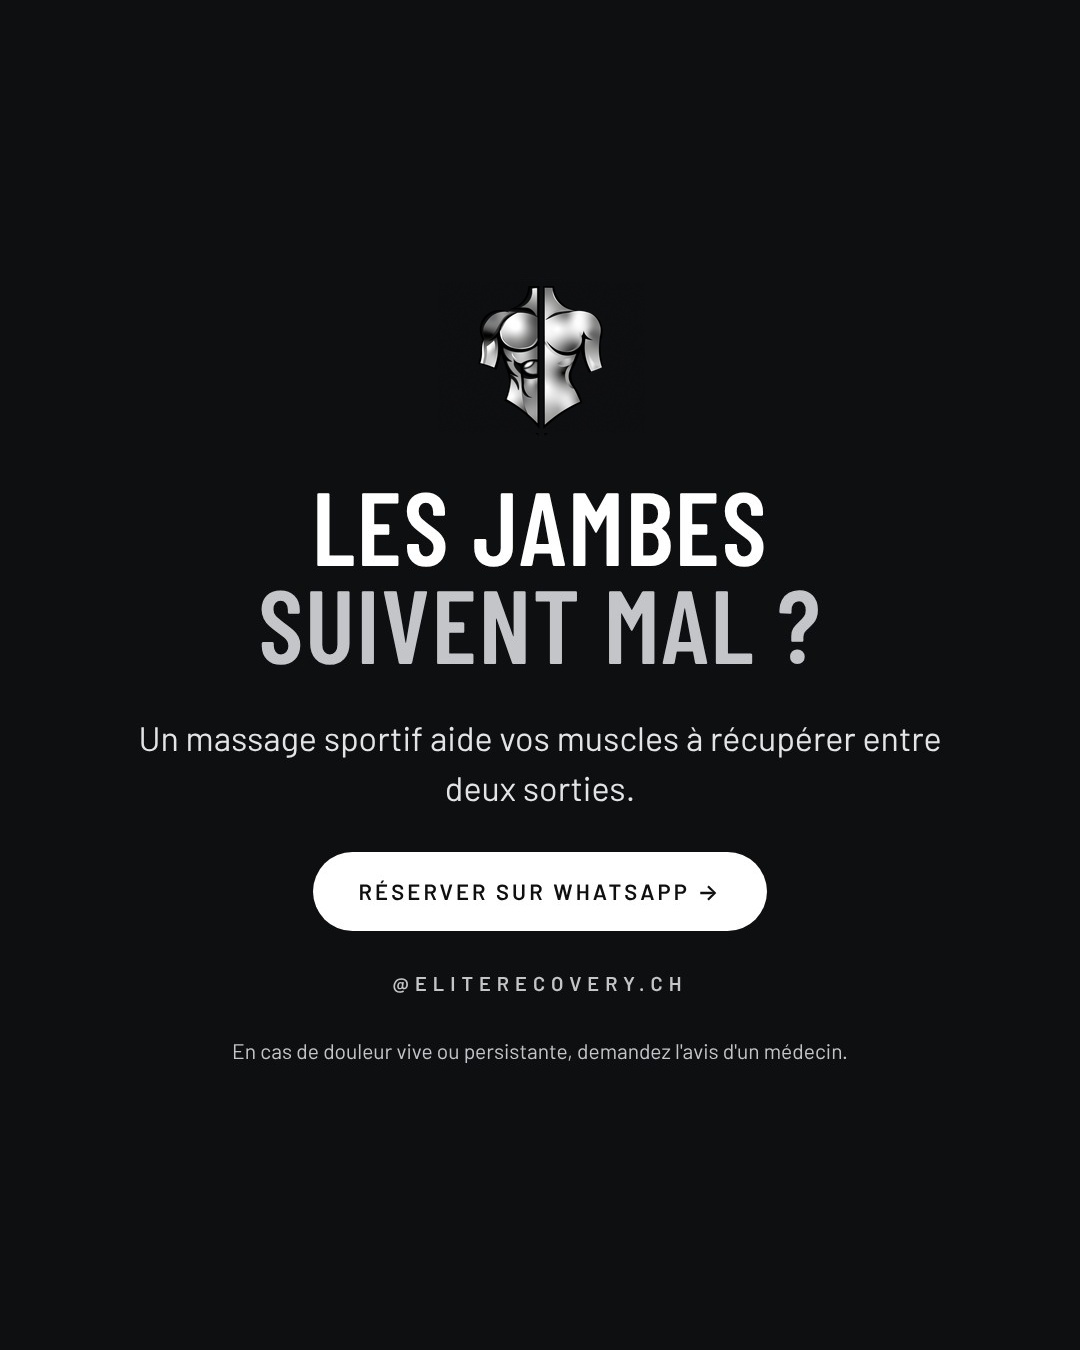 LES JAMBES
SUIVENT MAL ?
Un massage sportif aide vos muscles à récupérer entre
deux sorties.
RÉSERVER SUR WHATSAPP →
@ELITERECOVERY.CH
En cas de douleur vive ou persistante, demandez l'avis d'un médecin.